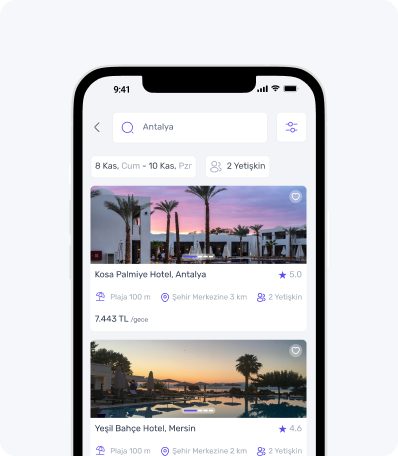 9:41
Antalya
8 Kas, Cum - 10 Kas, Pzr
2 Yetişkin
Kosa Palmiye Hotel, Antalya
5.0
Plaja 100 m
Şehir Merkezine 3 km
2 Yetişkin
7.443 TL /gece
Yeşil Bahçe Hotel, Mersin
4.6
Plaja 100 m
Şehir Merkezine 2 km
2 Yetişkin